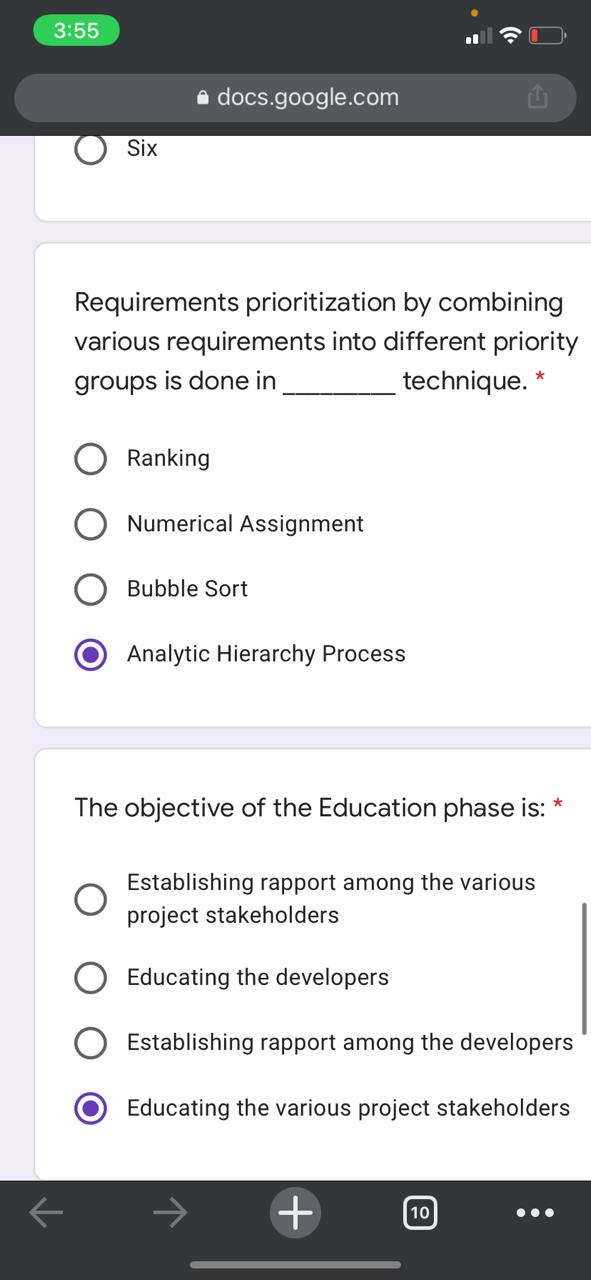 3:55
docs.google.com
Six
Requirements prioritization by combining
various requirements into different priority
groups is done in _________ technique. *
Ranking
Numerical Assignment
Bubble Sort
Analytic Hierarchy Process
The objective of the Education phase is: *
Establishing rapport among the various
project stakeholders
Educating the developers
Establishing rapport among the developers
Educating the various project stakeholders
10